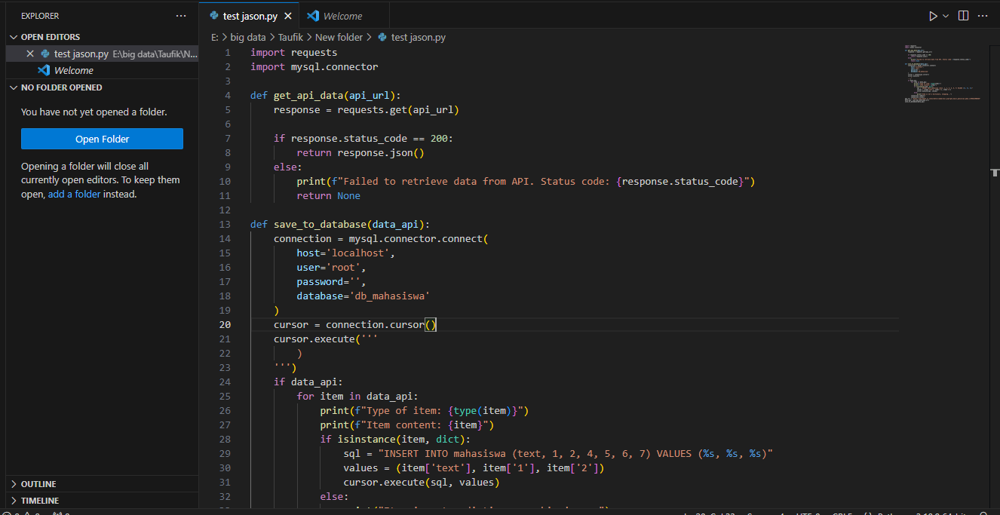 EXPLORER
OPEN EDITORS
test jason.py E:\big data\Taufik\N...
Welcome
NO FOLDER OPENED
You have not yet opened a folder.
Open Folder
Opening a folder will close all
currently open editors. To keep them
open, add a folder instead.
OUTLINE
TIMELINE
test jason.py
Welcome
E: > big data > Taufik > New folder > test jason.py
1 import requests
2 import mysql.connector
3
4 def get_api_data(api_url):
5 response = requests.get(api_url)
6
7 if response.status_code == 200:
8 return response.json()
9 else:
10 print(f"Failed to retrieve data from API. Status code: {response.status_code}")
11 return None
12
13 def save_to_database(data_api):
14 connection = mysql.connector.connect(
15 host='localhost',
16 user='root',
17 password='',
18 database='db_mahasiswa'
19 )
20 cursor = connection.cursor()
21 cursor.execute('''
22 )
23 ''')
24 if data_api:
25 for item in data_api:
26 print(f"Type of item: {type(item)}")
27 print(f"Item content: {item}")
28 if isinstance(item, dict):
29 sql = "INSERT INTO mahasiswa (text, 1, 2, 4, 5, 6, 7) VALUES (%s, %s, %s)"
30 values = (item['text'], item['1'], item['2'])
31 cursor.execute(sql, values)
32 else: